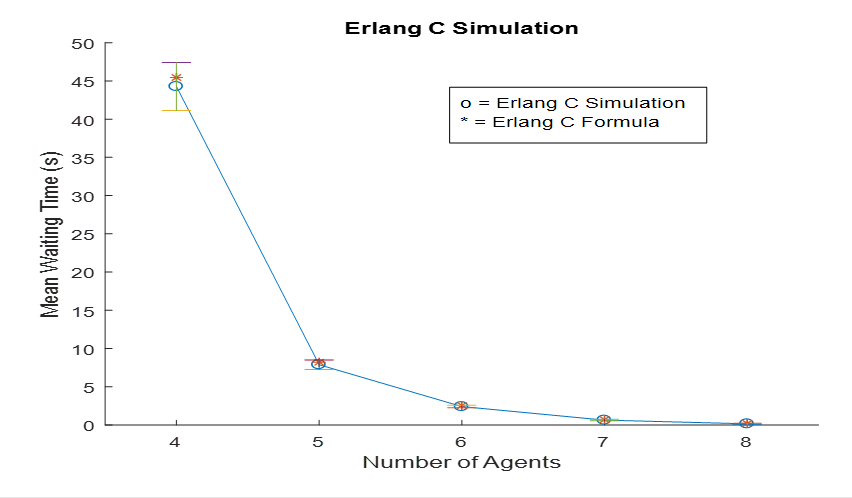 Erlang C Simulation
50
45
40
35
30
25
20
15
10
5
0
Mean Waiting Time (s)
o = Erlang C Simulation
* = Erlang C Formula
4 5 6 7 8
Number of Agents